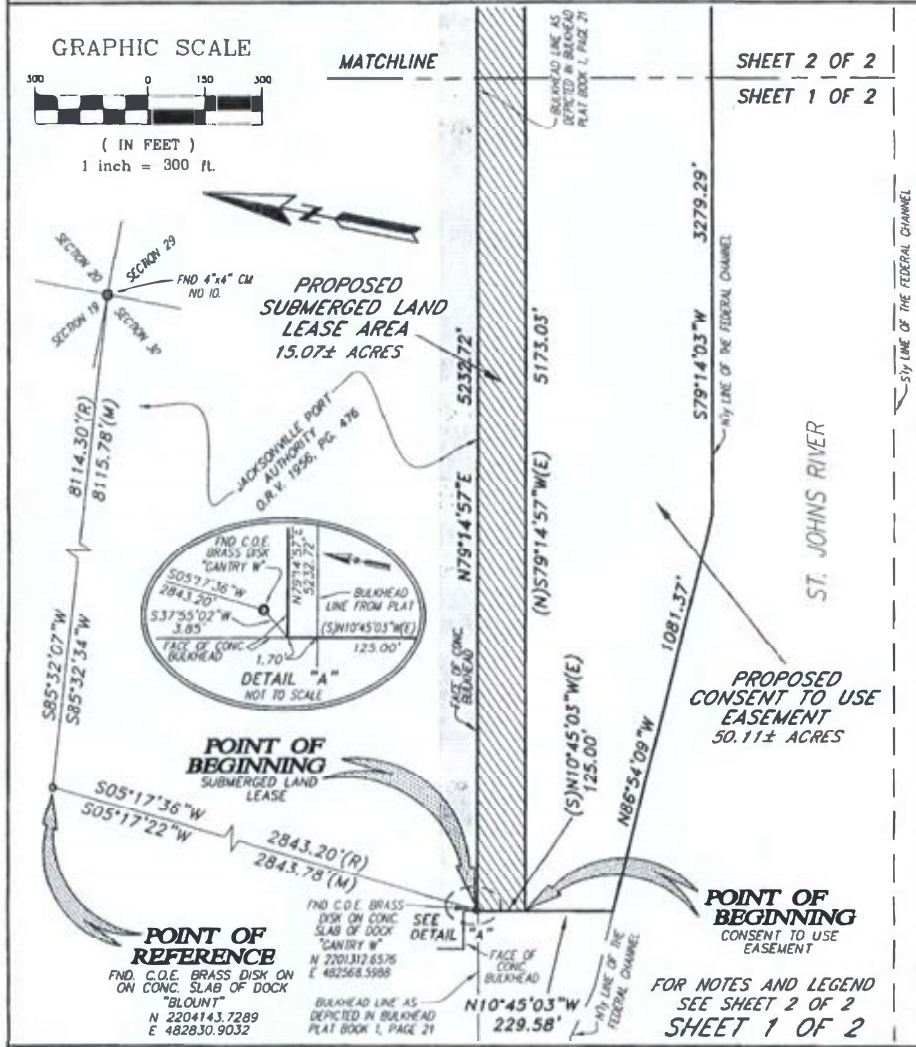 GRAPHIC SCALE
300 0 150 300
( IN FEET )
1 inch = 300 ft.
MATCHLINE
BULKHEAD LINE AS
DEPICTED IN BULKHEAD
PLAT BOOK 1, PAGE 21
SHEET 2 OF 2
SHEET 1 OF 2
N
SECTION 20
SECTION 29
SECTION 19
SECTION 30
FND 4"x4" CM
NO ID.
PROPOSED
SUBMERGED LAND
LEASE AREA
15.07± ACRES
5232.72'
N79°14'57"E
5173.03'
(N)S79°14'57"W(E)
S79°14'03"W 3279.29'
N'ly LINE OF THE FEDERAL CHANNEL
S'ly LINE OF THE FEDERAL CHANNEL
ST. JOHNS RIVER
8114.30'(R)
8115.78'(M)
S85°32'07"W
S85°32'34"W
JACKSONVILLE PORT
AUTHORITY
O.R.V. 1956, PG. 476
FND C.O.E.
BRASS DISK
"CANTRY W"
S05°17'36"W
2843.20'
S37°55'02"W
3.85'
FACE OF CONC
BULKHEAD
N79°14'57"E
5232.72'
BULKHEAD
LINE FROM PLAT
(S)N10°45'03"W(E)
125.00'
1.70'
DETAIL "A"
NOT TO SCALE
FACE OF CONC
BULKHEAD
(S)N10°45'03"W(E)
125.00'
1081.37'
N86°54'09"W
PROPOSED
CONSENT TO USE
EASEMENT
50.11± ACRES
POINT OF
BEGINNING
SUBMERGED LAND
LEASE
S05°17'36"W
S05°17'22"W
2843.20'(R)
2843.78'(M)
POINT OF
REFERENCE
FND. C.O.E. BRASS DISK ON
ON CONC. SLAB OF DOCK
"BLOUNT"
N 2204143.7289
E 482830.9032
FND C.O.E. BRASS
DISK ON CONC.
SLAB OF DOCK
"CANTRY W"
N 2201312.6576
E 482568.5988
SEE
DETAIL "A"
FACE OF
CONC
BULKHEAD
BULKHEAD LINE AS
DEPICTED IN BULKHEAD
PLAT BOOK 1, PAGE 21
N10°45'03"W
229.58'
N'ly LINE OF THE
FEDERAL CHANNEL
POINT OF
BEGINNING
CONSENT TO USE
EASEMENT
FOR NOTES AND LEGEND
SEE SHEET 2 OF 2
SHEET 1 OF 2